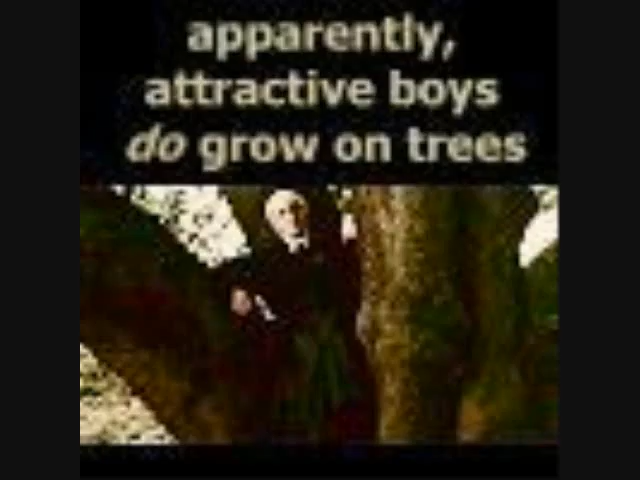 apparently,
attractive boys
do grow on trees